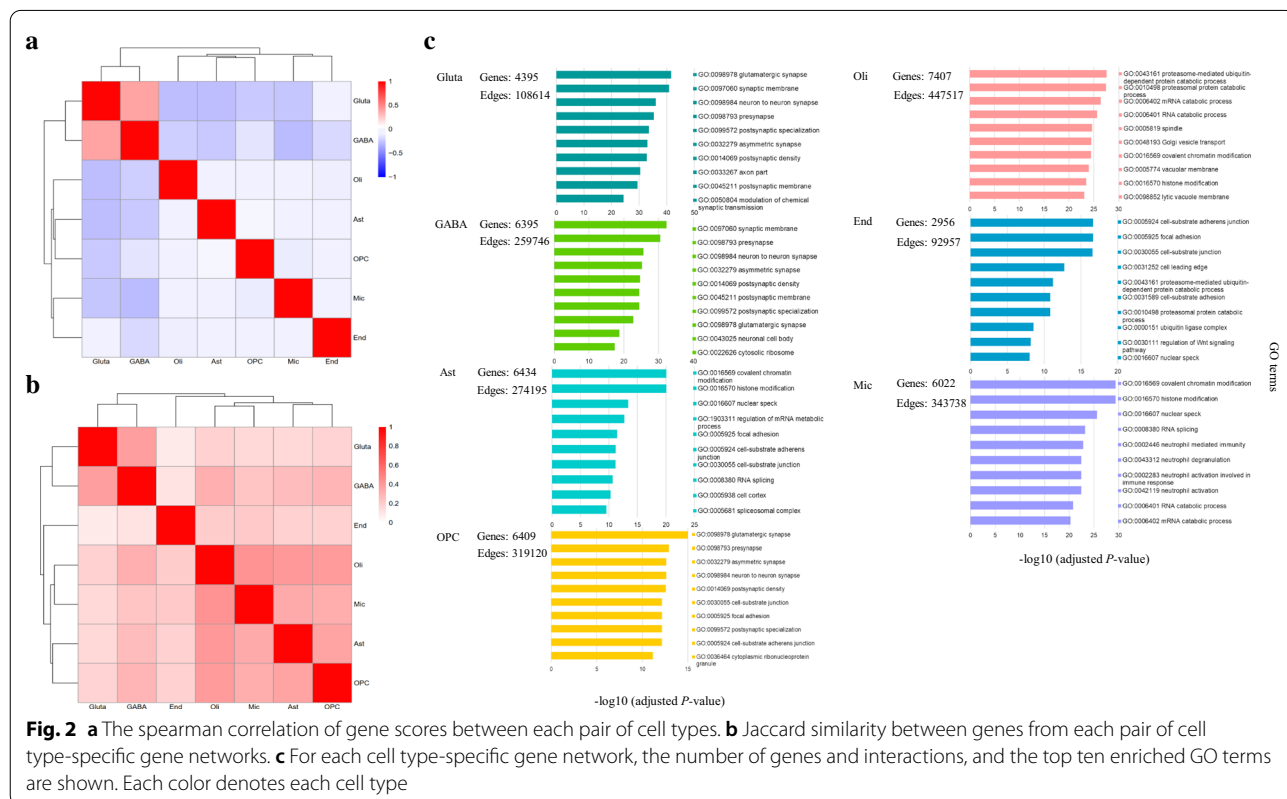 a
1
0.5
0
−0.5
−1
Gluta
GABA
Oli
Ast
OPC
Mic
End
Gluta
GABA
Oli
Ast
OPC
Mic
End
b
1
0.8
0.6
0.4
0.2
0
Gluta
GABA
End
Oli
Mic
Ast
OPC
Gluta
GABA
End
Oli
Mic
Ast
OPC
c
Gluta
Genes: 4395
Edges: 108614
GO:0098978 glutamatergic synapse
GO:0097060 synaptic membrane
GO:0098984 neuron to neuron synapse
GO:0098793 presynapse
GO:0099572 postsynaptic specialization
GO:0032279 asymmetric synapse
GO:0014069 postsynaptic density
GO:0033267 axon part
GO:0045211 postsynaptic membrane
GO:0050804 modulation of chemical
synaptic transmission
0 10 20 30 40 50
GABA
Genes: 6395
Edges: 259746
GO:0097060 synaptic membrane
GO:0098793 presynapse
GO:0098984 neuron to neuron synapse
GO:0032279 asymmetric synapse
GO:0014069 postsynaptic density
GO:0045211 postsynaptic membrane
GO:0099572 postsynaptic specialization
GO:0098978 glutamatergic synapse
GO:0043025 neuronal cell body
GO:0022626 cytosolic ribosome
0 10 20 30 40
Ast
Genes: 6434
Edges: 274195
GO:0016569 covalent chromatin
modification
GO:0016570 histone modification
GO:0016607 nuclear speck
GO:1903311 regulation of mRNA metabolic
process
GO:0005925 focal adhesion
GO:0005924 cell-substrate adherens
junction
GO:0030055 cell-substrate junction
GO:0008380 RNA splicing
GO:0005938 cell cortex
GO:0005681 spliceosomal complex
0 5 10 15 20 25
OPC
Genes: 6409
Edges: 319120
GO:0098978 glutamatergic synapse
GO:0098793 presynapse
GO:0032279 asymmetric synapse
GO:0098984 neuron to neuron synapse
GO:0014069 postsynaptic density
GO:0030055 cell-substrate junction
GO:0005925 focal adhesion
GO:0099572 postsynaptic specialization
GO:0005924 cell-substrate adherens junction
GO:0036464 cytoplasmic ribonucleoprotein
granule
0 5 10 15
-log10 (adjusted P-value)
Oli
Genes: 7407
Edges: 447517
GO:0043161 proteasome-mediated ubiquitin-
dependent protein catabolic process
GO:0010498 proteasomal protein catabolic
process
GO:0006402 mRNA catabolic process
GO:0006401 RNA catabolic process
GO:0005819 spindle
GO:0048193 Golgi vesicle transport
GO:0016569 covalent chromatin modification
GO:0005774 vacuolar membrane
GO:0016570 histone modification
GO:0098852 lytic vacuole membrane
0 5 10 15 20 25 30
End
Genes: 2956
Edges: 92957
GO:0005924 cell-substrate adherens junction
GO:0005925 focal adhesion
GO:0030055 cell-substrate junction
GO:0031252 cell leading edge
GO:0043161 proteasome-mediated ubiquitin-
dependent protein catabolic process
GO:0031589 cell-substrate adhesion
GO:0010498 proteasomal protein catabolic
process
GO:0000151 ubiquitin ligase complex
GO:0030111 regulation of Wnt signaling
pathway
GO:0016607 nuclear speck
0 5 10 15 20
Mic
Genes: 6022
Edges: 343738
GO:0016569 covalent chromatin modification
GO:0016570 histone modification
GO:0016607 nuclear speck
GO:0008380 RNA splicing
GO:0002446 neutrophil mediated immunity
GO:0043312 neutrophil degranulation
GO:0002283 neutrophil activation involved in
immune response
GO:0042119 neutrophil activation
GO:0006401 RNA catabolic process
GO:0006402 mRNA catabolic process
0 5 10 15 20 25 30
-log10 (adjusted P-value)
GO terms
Fig. 2 a The spearman correlation of gene scores between each pair of cell types. b Jaccard similarity between genes from each pair of cell
type-specific gene networks. c For each cell type-specific gene network, the number of genes and interactions, and the top ten enriched GO terms
are shown. Each color denotes each cell type